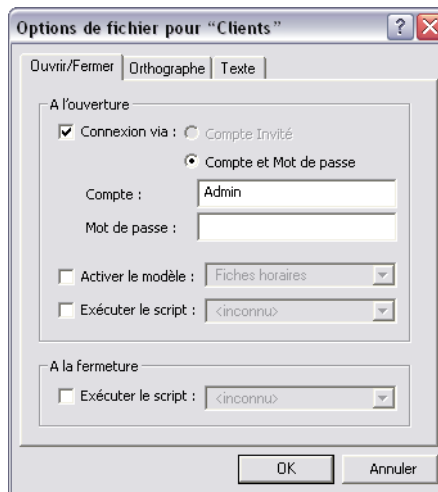 Options de fichier pour “Clients”
Ouvrir/Fermer Orthographe Texte
A l'ouverture
Connexion via : Compte Invité
Compte et Mot de passe
Compte : Admin
Mot de passe :
Activer le modèle : Fiches horaires
Exécuter le script : <inconnu>
A la fermeture
Exécuter le script : <inconnu>
OK Annuler